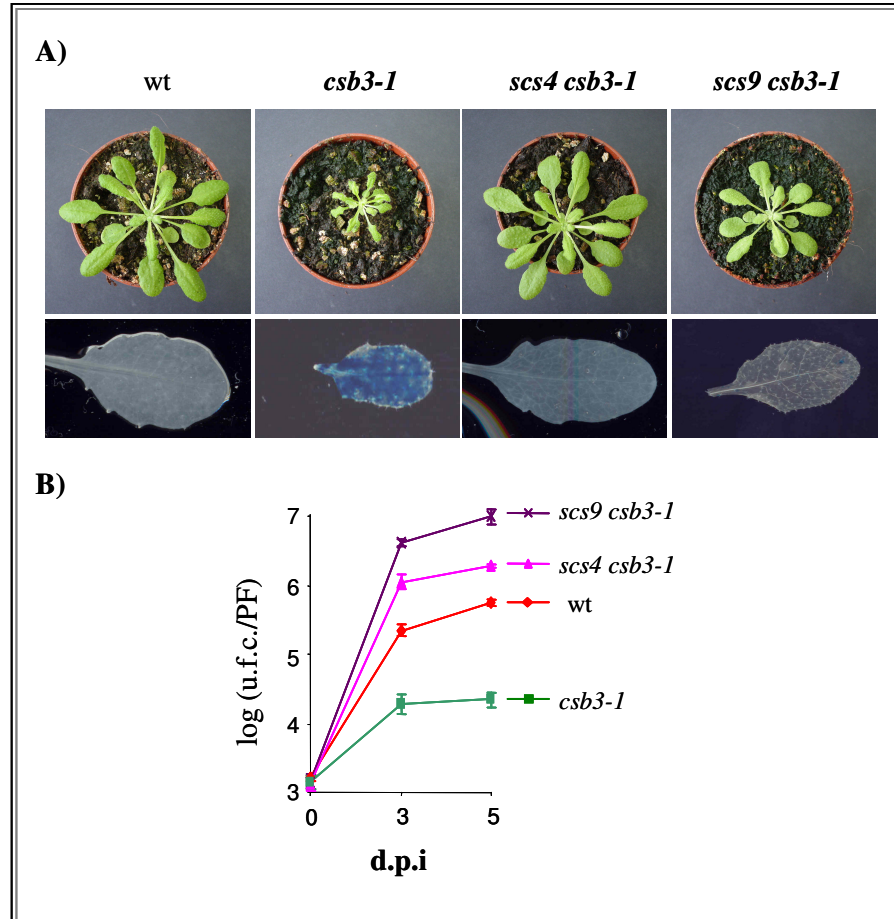 A)
wt csb3-1 scs4 csb3-1 scs9 csb3-1
B)
log (u.f.c./PF)
7
6
5
4
3
0 3 5
d.p.i
scs9 csb3-1
scs4 csb3-1
wt
csb3-1